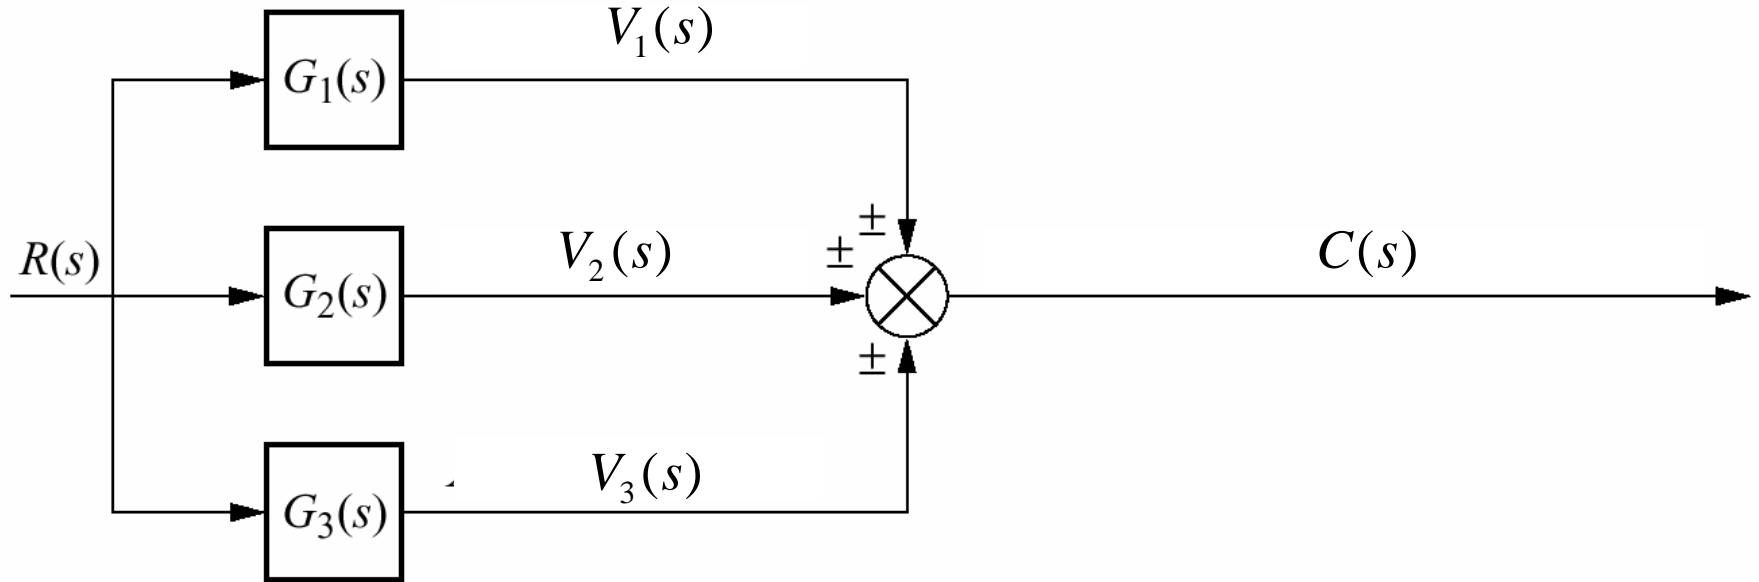 V₁(s)
G₁(s)
±
±
R(s)
G₂(s)
V₂(s)
C(s)
±
V₃(s)
G₃(s)